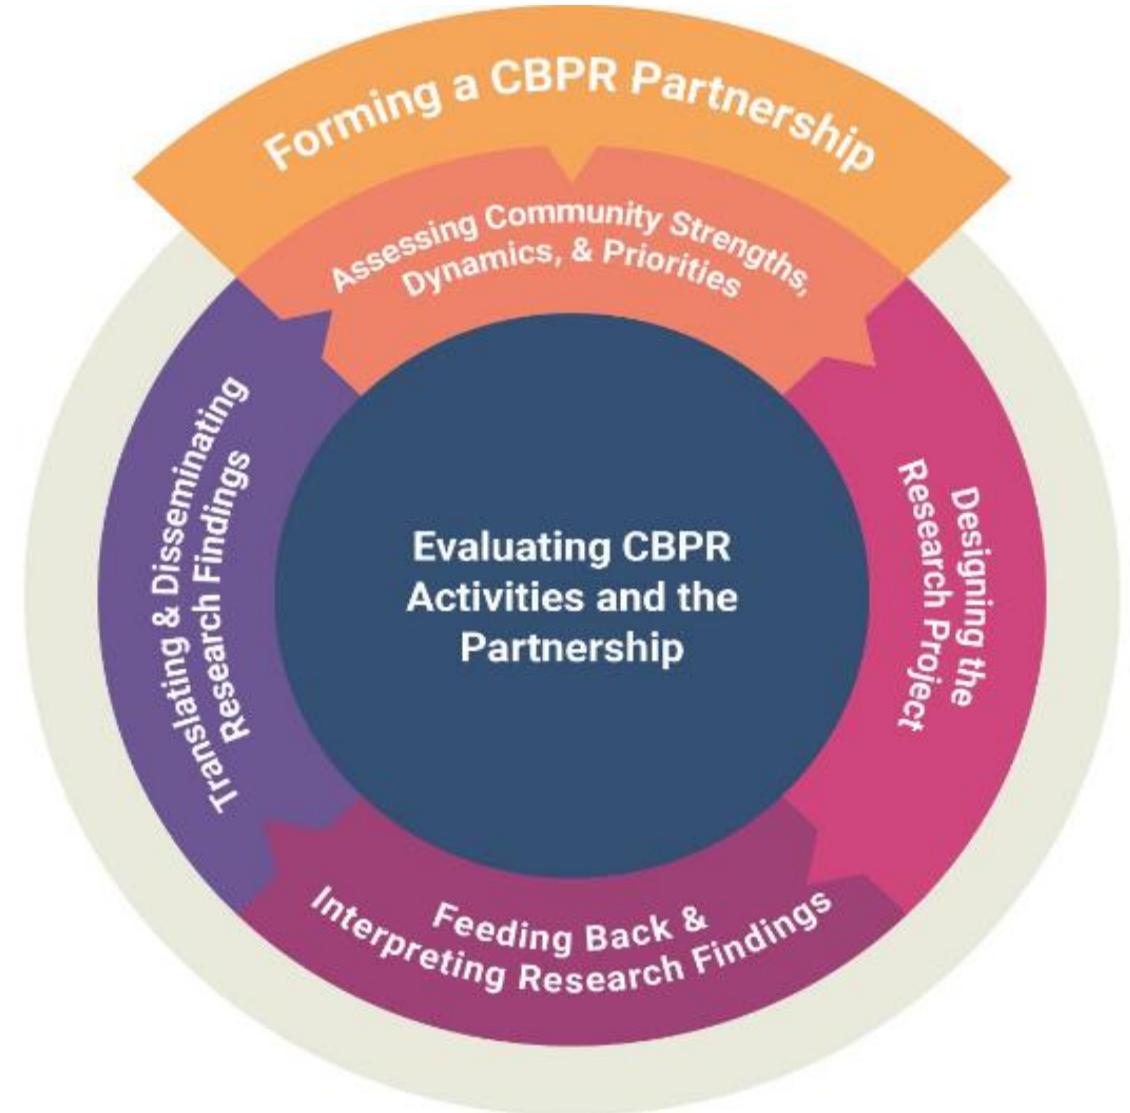 Forming a CBPR Partnership
Assessing Community Strengths,
Dynamics, & Priorities
Designing the
Research Project
Feeding Back &
Interpreting Research Findings
Translating & Disseminating
Research Findings
Evaluating CBPR
Activities and the
Partnership